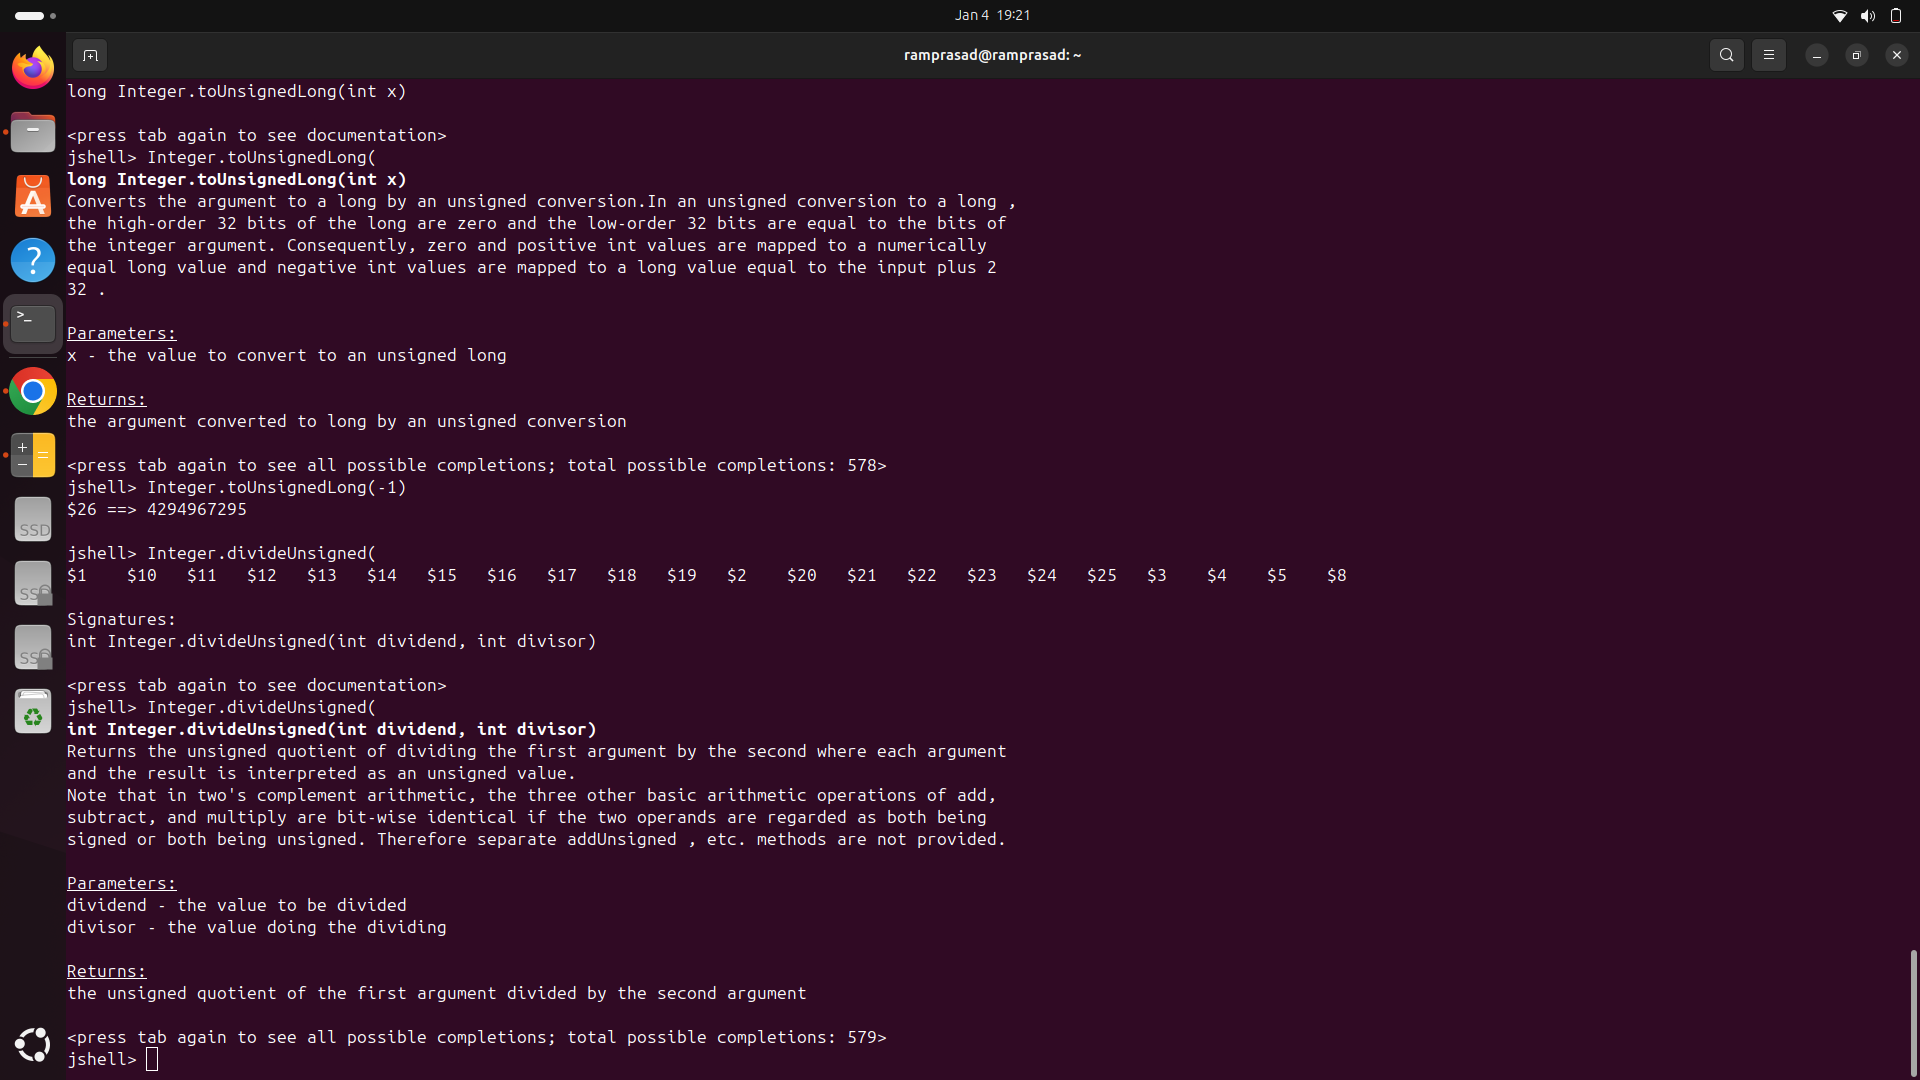 Jan 4 19:21
ramprasad@ramprasad: ~
long Integer.toUnsignedLong(int x)
<press tab again to see documentation>
jshell> Integer.toUnsignedLong(
long Integer.toUnsignedLong(int x)
Converts the argument to a long by an unsigned conversion.In an unsigned conversion to a long ,
the high-order 32 bits of the long are zero and the low-order 32 bits are equal to the bits of
the integer argument. Consequently, zero and positive int values are mapped to a numerically
equal long value and negative int values are mapped to a long value equal to the input plus 2
32 .
Parameters:
x - the value to convert to an unsigned long
Returns:
the argument converted to long by an unsigned conversion
<press tab again to see all possible completions; total possible completions: 578>
jshell> Integer.toUnsignedLong(-1)
$26 ==> 4294967295
jshell> Integer.divideUnsigned(
$1 $10 $11 $12 $13 $14 $15 $16 $17 $18 $19 $2 $20 $21 $22 $23 $24 $25 $3 $4 $5 $8
Signatures:
int Integer.divideUnsigned(int dividend, int divisor)
<press tab again to see documentation>
jshell> Integer.divideUnsigned(
int Integer.divideUnsigned(int dividend, int divisor)
Returns the unsigned quotient of dividing the first argument by the second where each argument
and the result is interpreted as an unsigned value.
Note that in two's complement arithmetic, the three other basic arithmetic operations of add,
subtract, and multiply are bit-wise identical if the two operands are regarded as both being
signed or both being unsigned. Therefore separate addUnsigned , etc. methods are not provided.
Parameters:
dividend - the value to be divided
divisor - the value doing the dividing
Returns:
the unsigned quotient of the first argument divided by the second argument
<press tab again to see all possible completions; total possible completions: 579>
jshell>
SSD
SSD
SSD